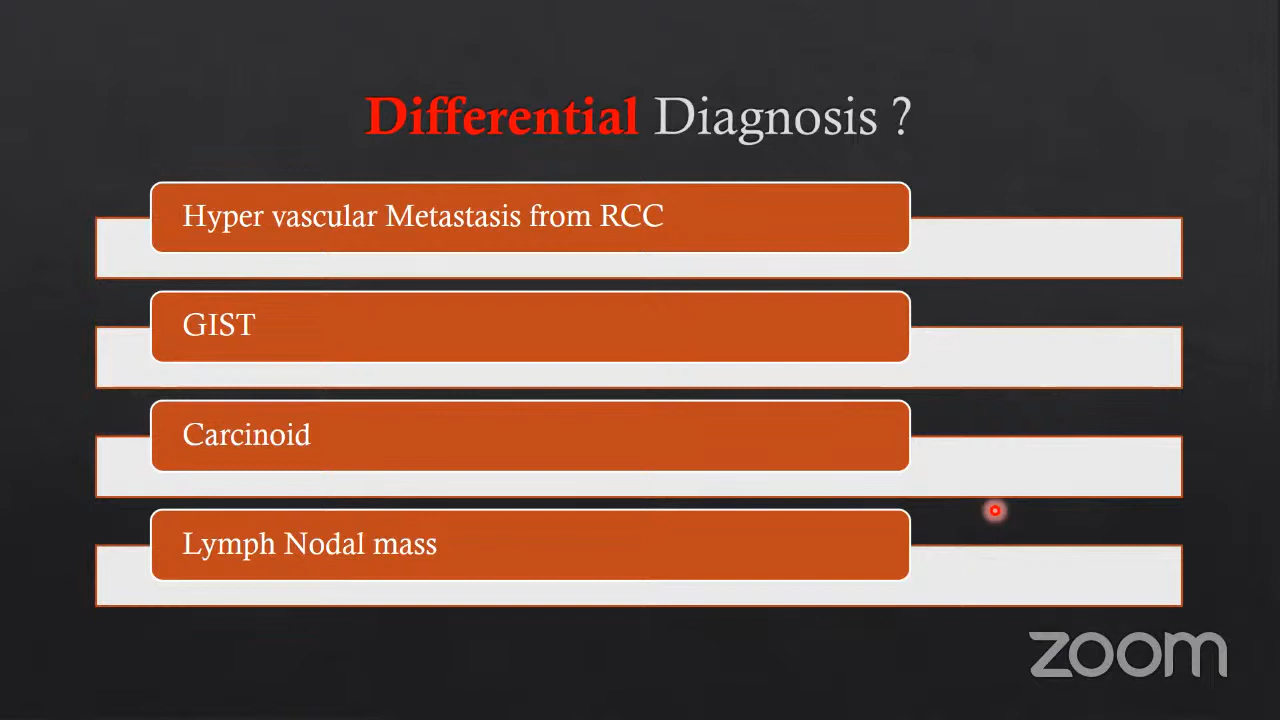 Differential Diagnosis ?
Hyper vascular Metastasis from RCC
GIST
Carcinoid
Lymph Nodal mass
zoom